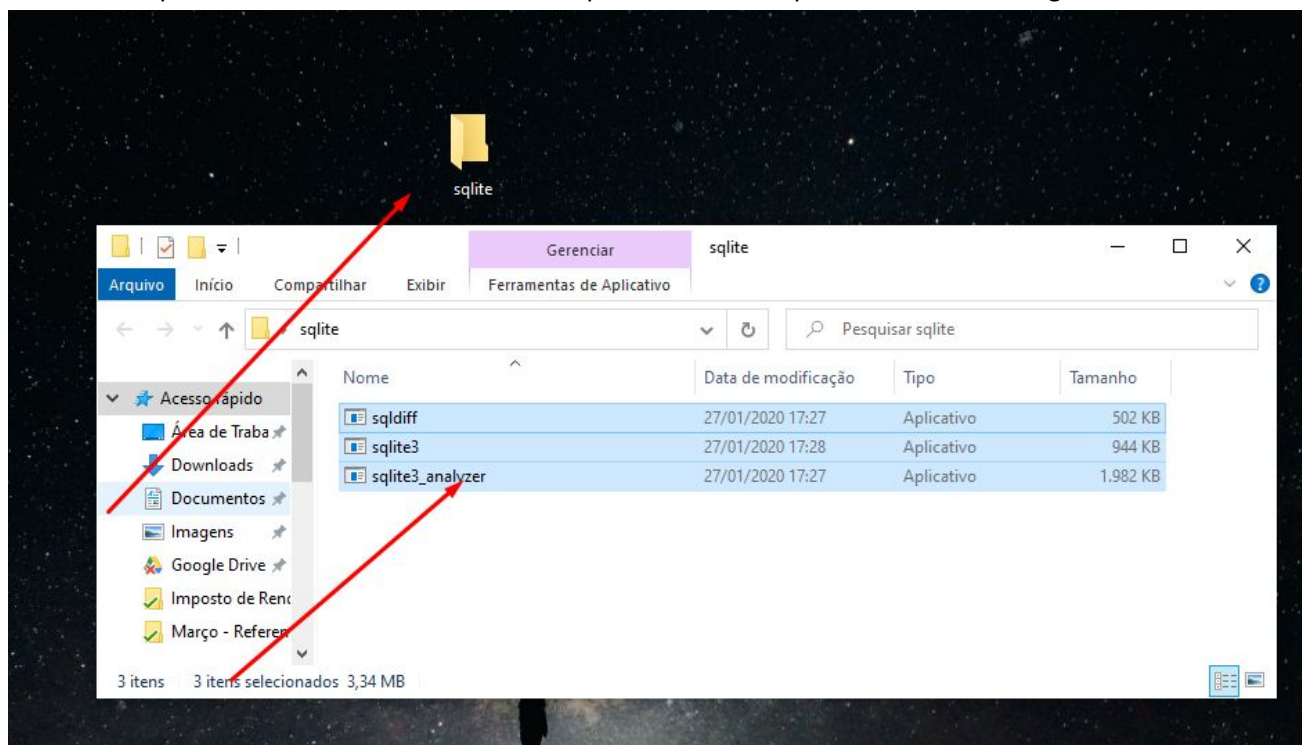 sqlite
Gerenciar
sqlite
Arquivo
Início
Compartilhar
Exibir
Ferramentas de Aplicativo
sqlite
Pesquisar sqlite
Nome
Data de modificação
Tipo
Tamanho
Acesso rápido
Área de Traba
Downloads
Documentos
Imagens
Google Drive
Imposto de Rend
Março - Referen
sqldiff 27/01/2020 17:27 Aplicativo 502 KB
sqlite3 27/01/2020 17:28 Aplicativo 944 KB
sqlite3_analyzer 27/01/2020 17:27 Aplicativo 1.982 KB
3 itens 3 itens selecionados 3,34 MB